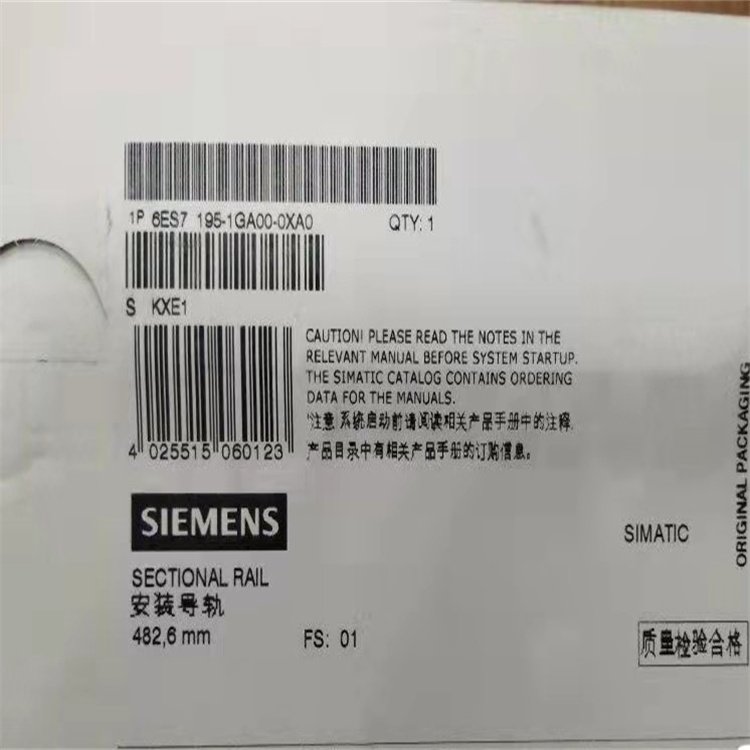 1P 6ES7 195-1GA00-0XA0 QTY: 1
S KXE1
CAUTION! PLEASE READ THE NOTES IN THE
RELEVANT MANUAL BEFORE SYSTEM STARTUP.
THE SIMATIC CATALOG CONTAINS ORDERING
DATA FOR THE MANUALS.
"注意 系统启动前请阅读相关产品手册中的注释,
产品目录中有相关产品手册的订购信息。
4 025515 060123
SIEMENS
SIMATIC
ORIGINAL PACKAGING
SECTIONAL RAIL
安装导轨
482,6 mm
FS: 01
质量检验合格